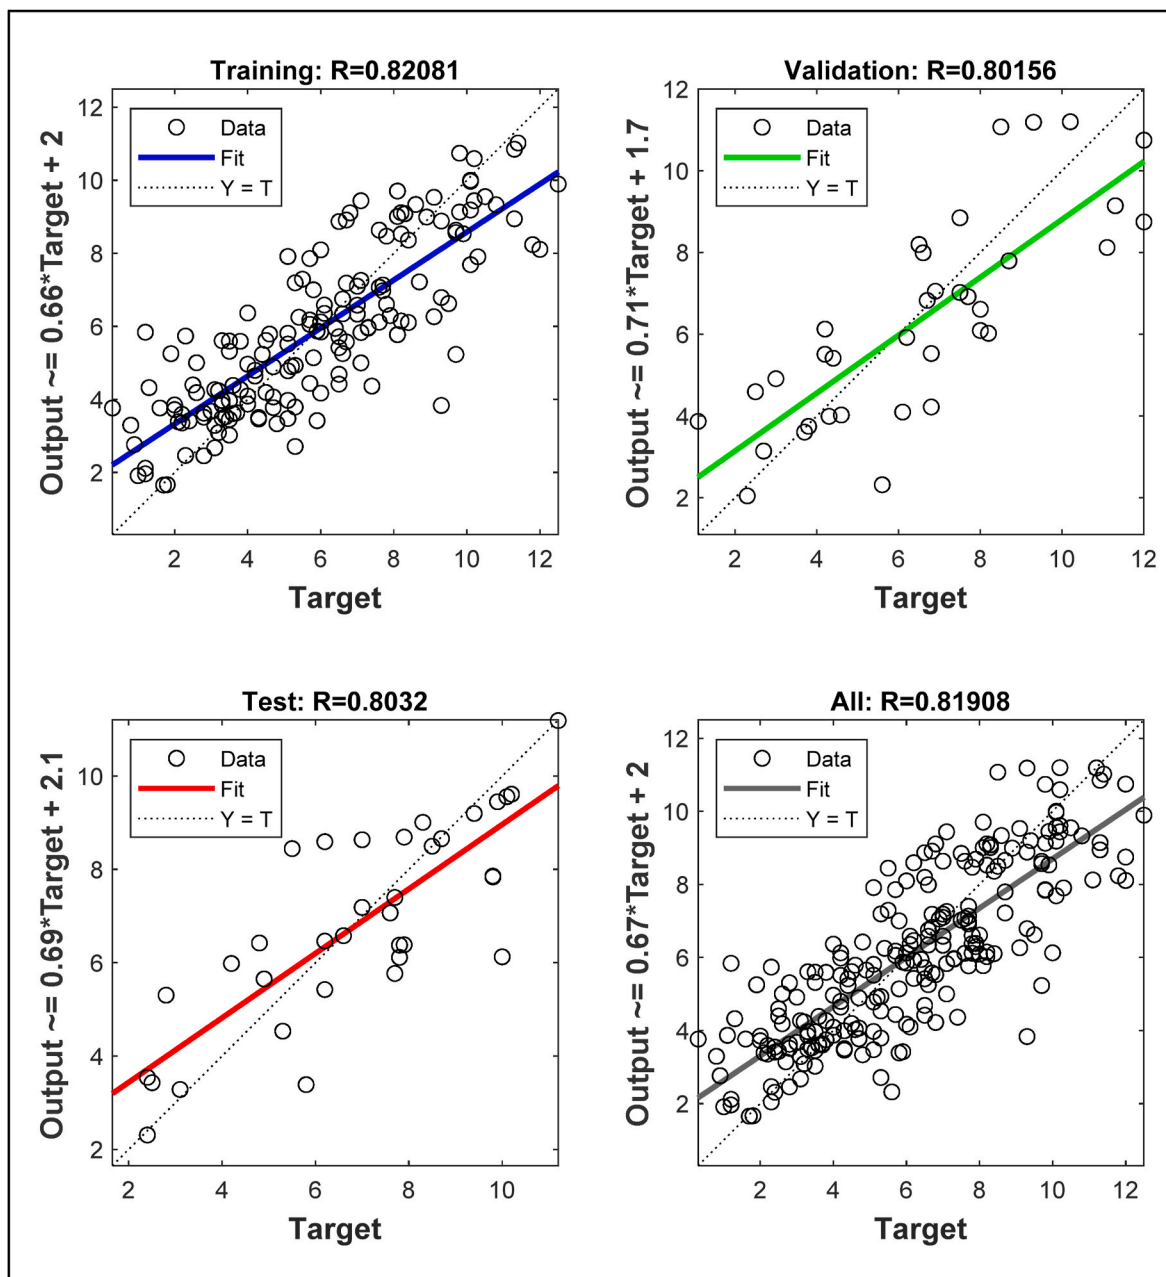 Training: R=0.82081
Output ~= 0.66*Target + 2
12
10
8
6
4
2
Data
Fit
Y = T
2 4 6 8 10 12
Target
Validation: R=0.80156
Output ~= 0.71*Target + 1.7
12
10
8
6
4
2
Data
Fit
Y = T
2 4 6 8 10 12
Target
Test: R=0.8032
Output ~= 0.69*Target + 2.1
10
8
6
4
2
Data
Fit
Y = T
2 4 6 8 10
Target
All: R=0.81908
Output ~= 0.67*Target + 2
12
10
8
6
4
2
Data
Fit
Y = T
2 4 6 8 10 12
Target